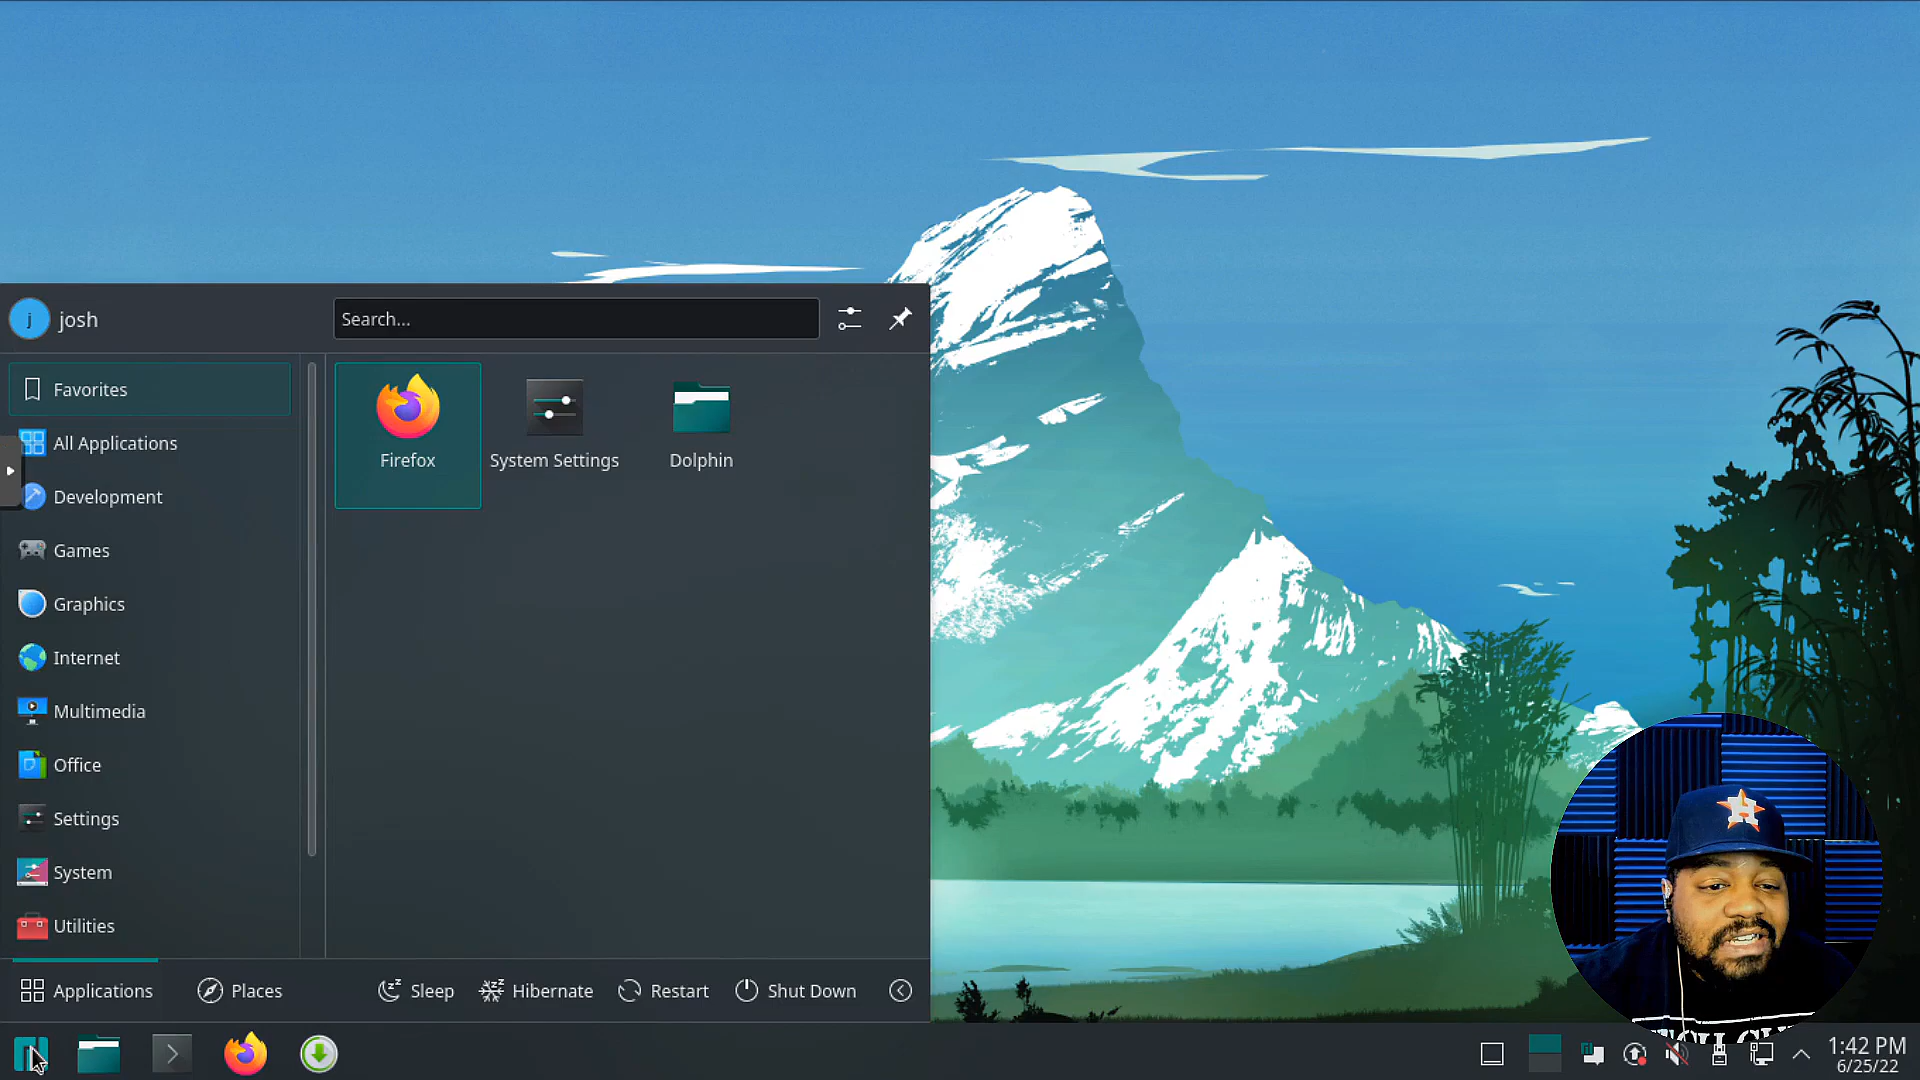 j josh
Search...
Favorites
All Applications
Development
Games
Graphics
Internet
Multimedia
Office
Settings
System
Utilities
Firefox
System Settings
Dolphin
Applications
Places
Sleep
Hibernate
Restart
Shut Down
1:42 PM
6/25/22
H